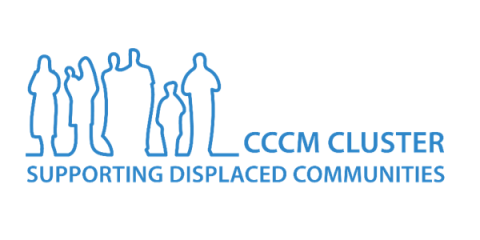 CCCM CLUSTER
SUPPORTING DISPLACED COMMUNITIES